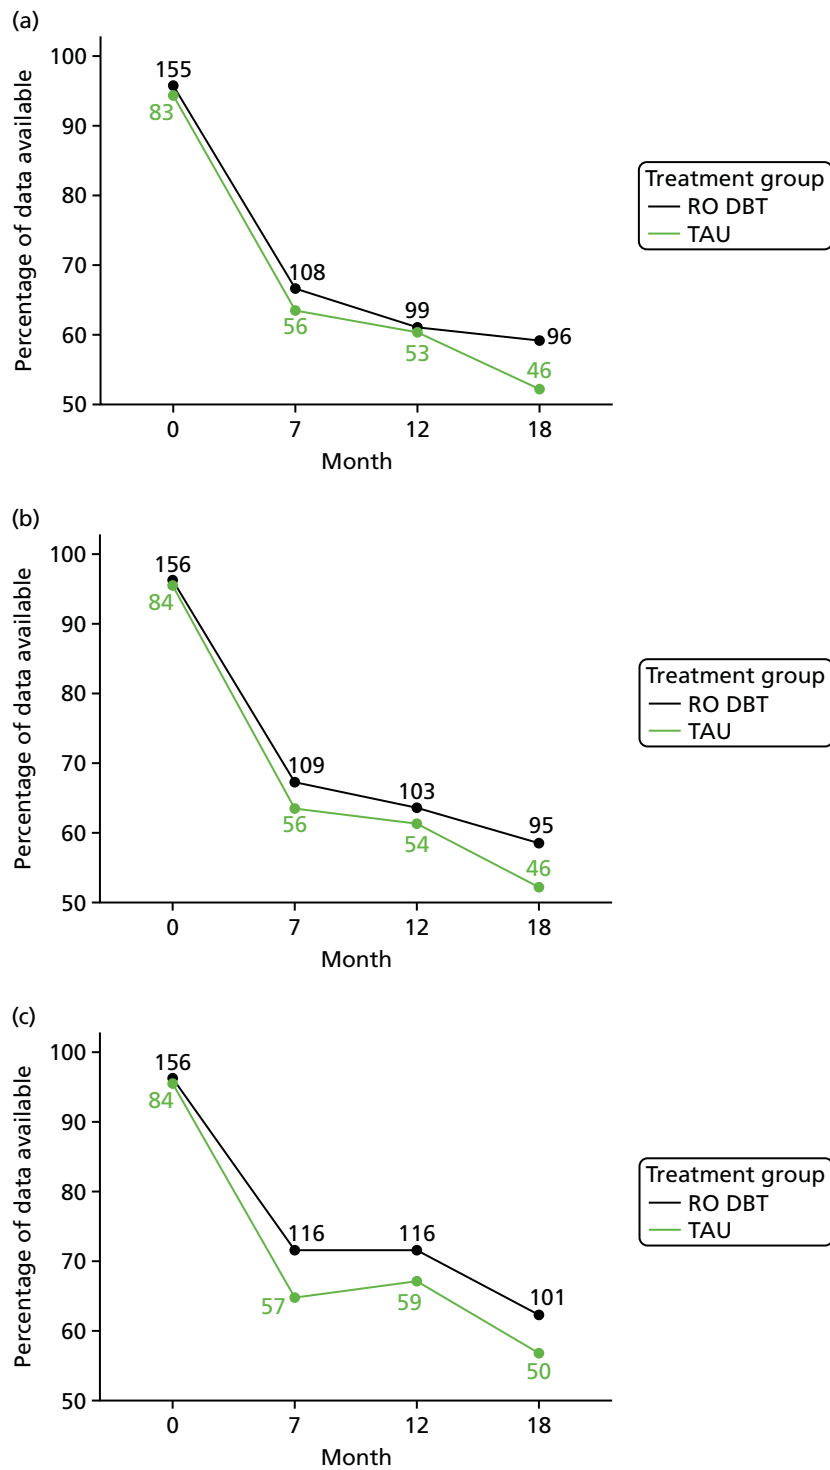 (a)
100
90
80
70
60
50
Percentage of data available
155
83
108
56
99
53
96
46
0 7 12 18
Month
Treatment group
RO DBT
TAU
(b)
100
90
80
70
60
50
Percentage of data available
156
84
109
56
103
54
95
46
0 7 12 18
Month
Treatment group
RO DBT
TAU
(c)
100
90
80
70
60
50
Percentage of data available
156
84
116
57
116
59
101
50
0 7 12 18
Month
Treatment group
RO DBT
TAU